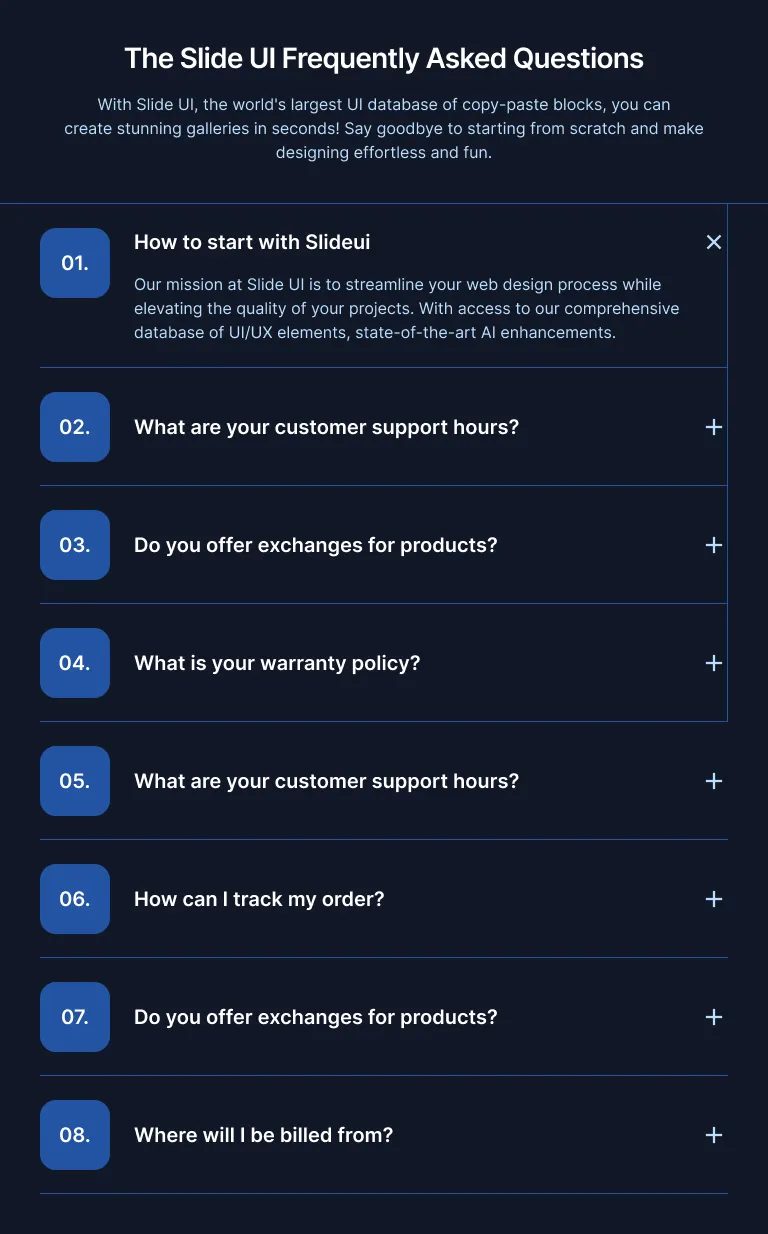 The Slide UI Frequently Asked Questions
With Slide UI, the world's largest UI database of copy-paste blocks, you can
create stunning galleries in seconds! Say goodbye to starting from scratch and make
designing effortless and fun.
01.
How to start with Slideui
Our mission at Slide UI is to streamline your web design process while
elevating the quality of your projects. With access to our comprehensive
database of UI/UX elements, state-of-the-art AI enhancements.
02.
What are your customer support hours?
03.
Do you offer exchanges for products?
04.
What is your warranty policy?
05.
What are your customer support hours?
06.
How can I track my order?
07.
Do you offer exchanges for products?
08.
Where will I be billed from?